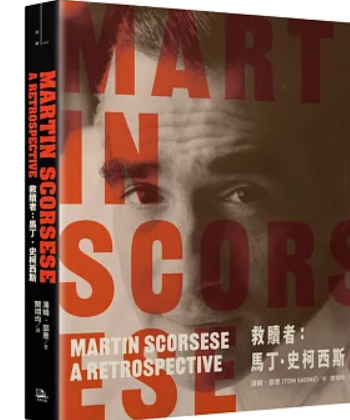 MARTIN SCORSESE
A RETROSPECTIVE
救贖者：馬丁・史柯西斯
MART
IN
SCORS
ESE
MARTIN SCORSESE
A RETROSPECTIVE
救贖者：
馬丁・史柯西斯
湯姆・邵恩 (TOM SHONE)